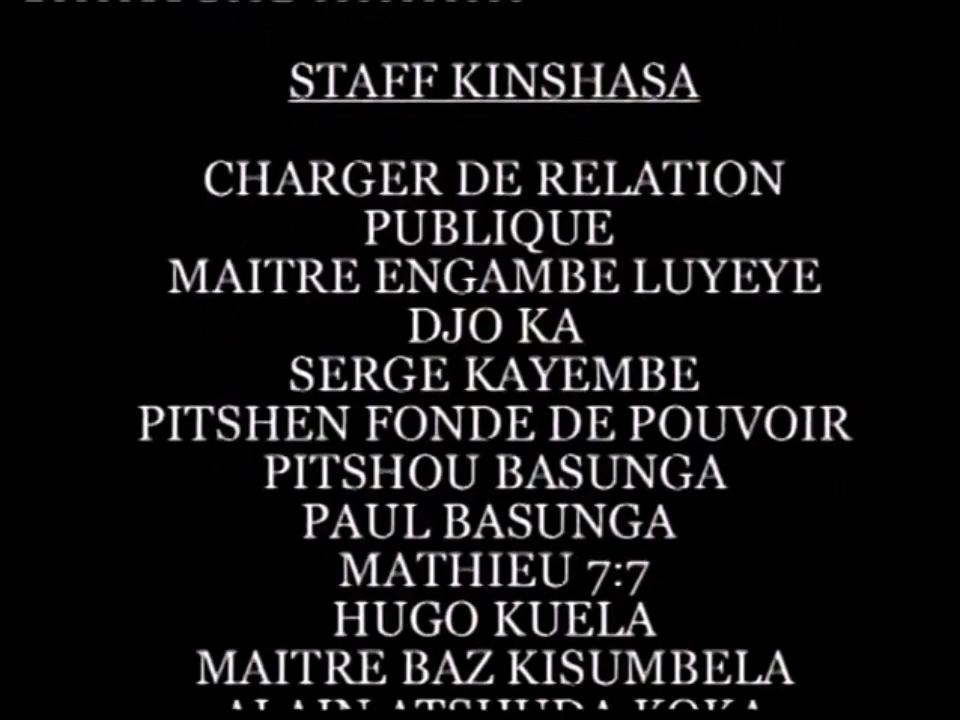 STAFF KINSHASA
CHARGER DE RELATION
PUBLIQUE
MAITRE ENGAMBE LUYEYE
DJO KA
SERGE KAYEMBE
PITSHEN FONDE DE POUVOIR
PITSHOU BASUNGA
PAUL BASUNGA
MATHIEU 7:7
HUGO KUELA
MAITRE BAZ KISUMBELA
ALAIN